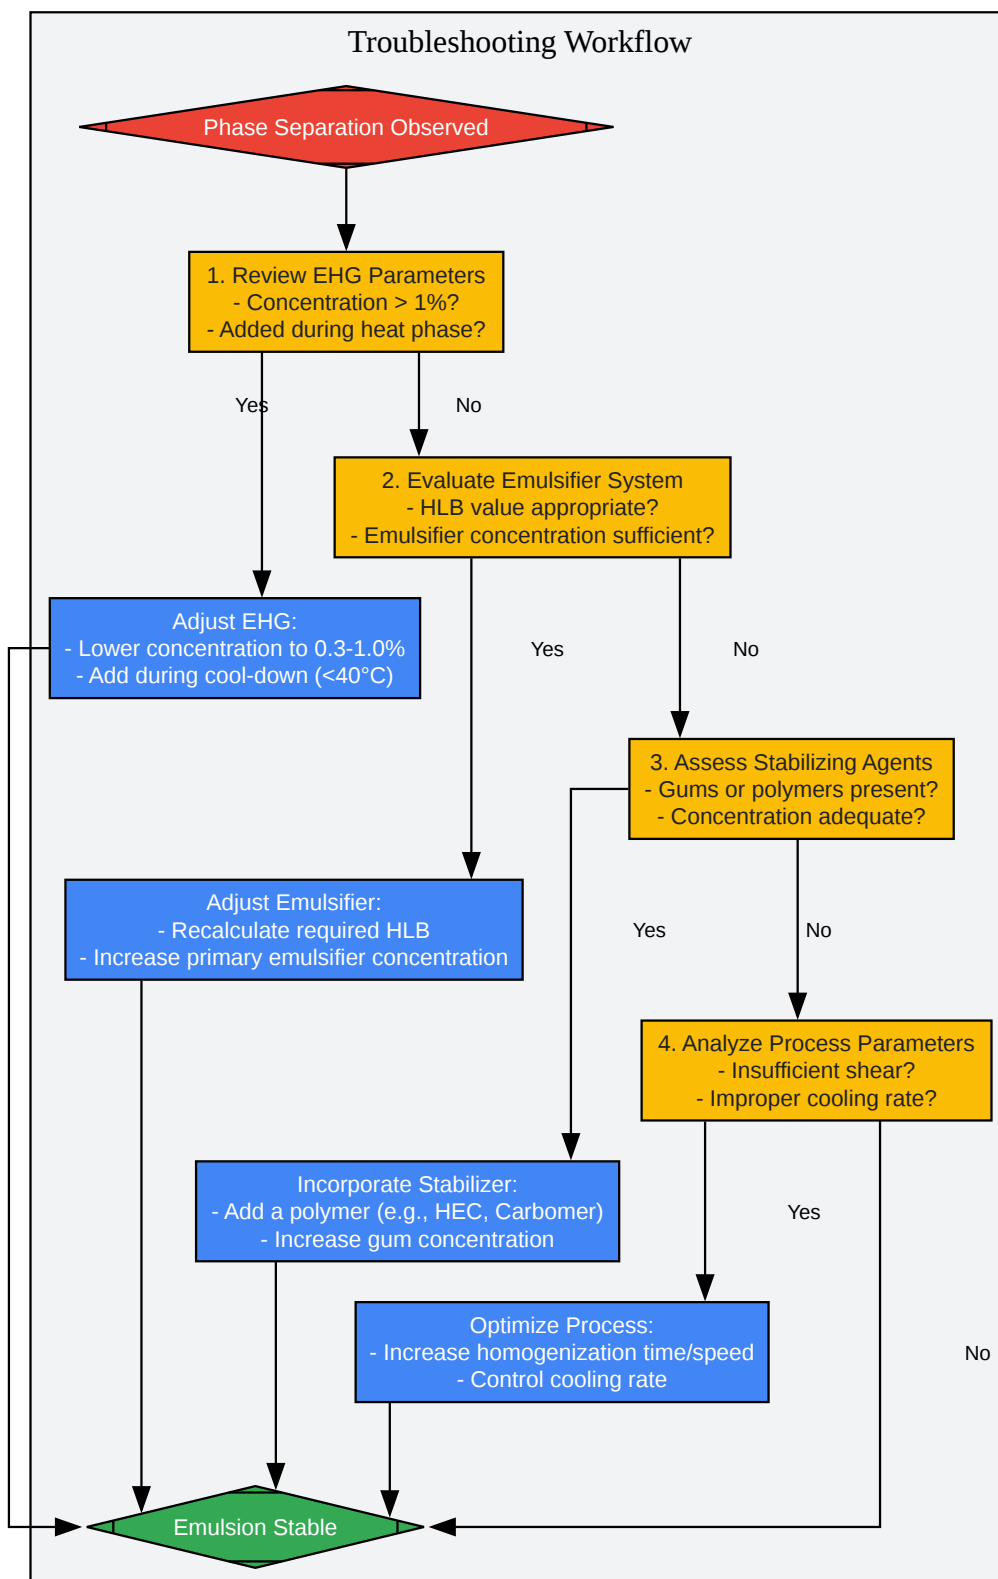 Troubleshooting Workflow
Phase Separation Observed
1. Review EHG Parameters
- Concentration > 1%?
- Added during heat phase?
Yes
No
2. Evaluate Emulsifier System
- HLB value appropriate?
- Emulsifier concentration sufficient?
Adjust EHG:
- Lower concentration to 0.3-1.0%
- Add during cool-down (<40°C)
Yes
No
3. Assess Stabilizing Agents
- Gums or polymers present?
- Concentration adequate?
Adjust Emulsifier:
- Recalculate required HLB
- Increase primary emulsifier concentration
Yes
No
4. Analyze Process Parameters
- Insufficient shear?
- Improper cooling rate?
Incorporate Stabilizer:
- Add a polymer (e.g., HEC, Carbomer)
- Increase gum concentration
Yes
Optimize Process:
- Increase homogenization time/speed
- Control cooling rate
No
Emulsion Stable